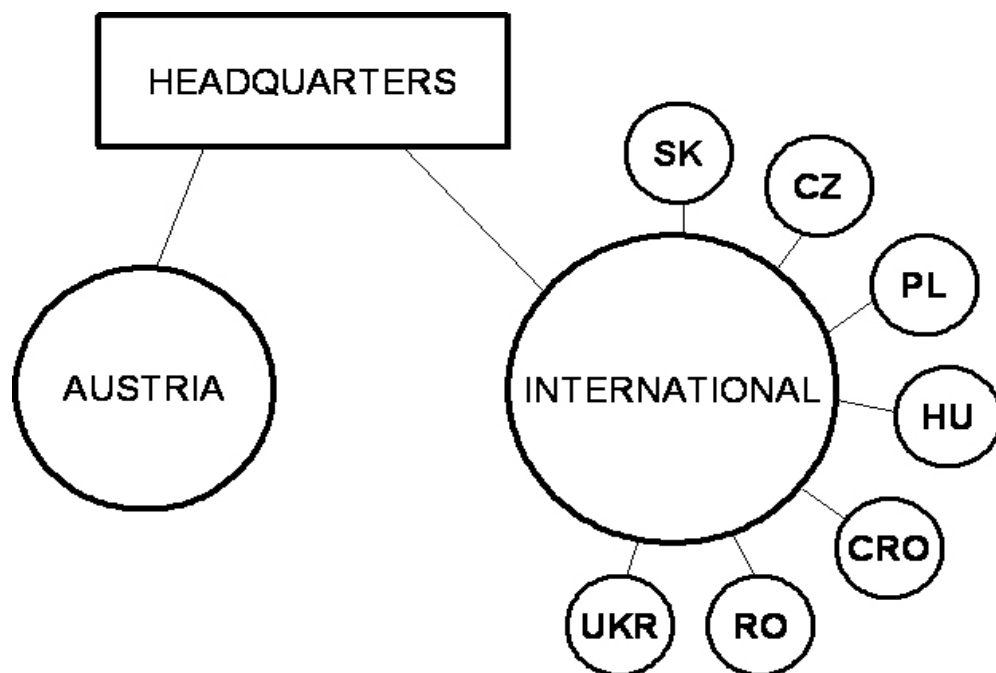 HEADQUARTERS
SK
CZ
PL
AUSTRIA
INTERNATIONAL
HU
CRO
UKR
RO